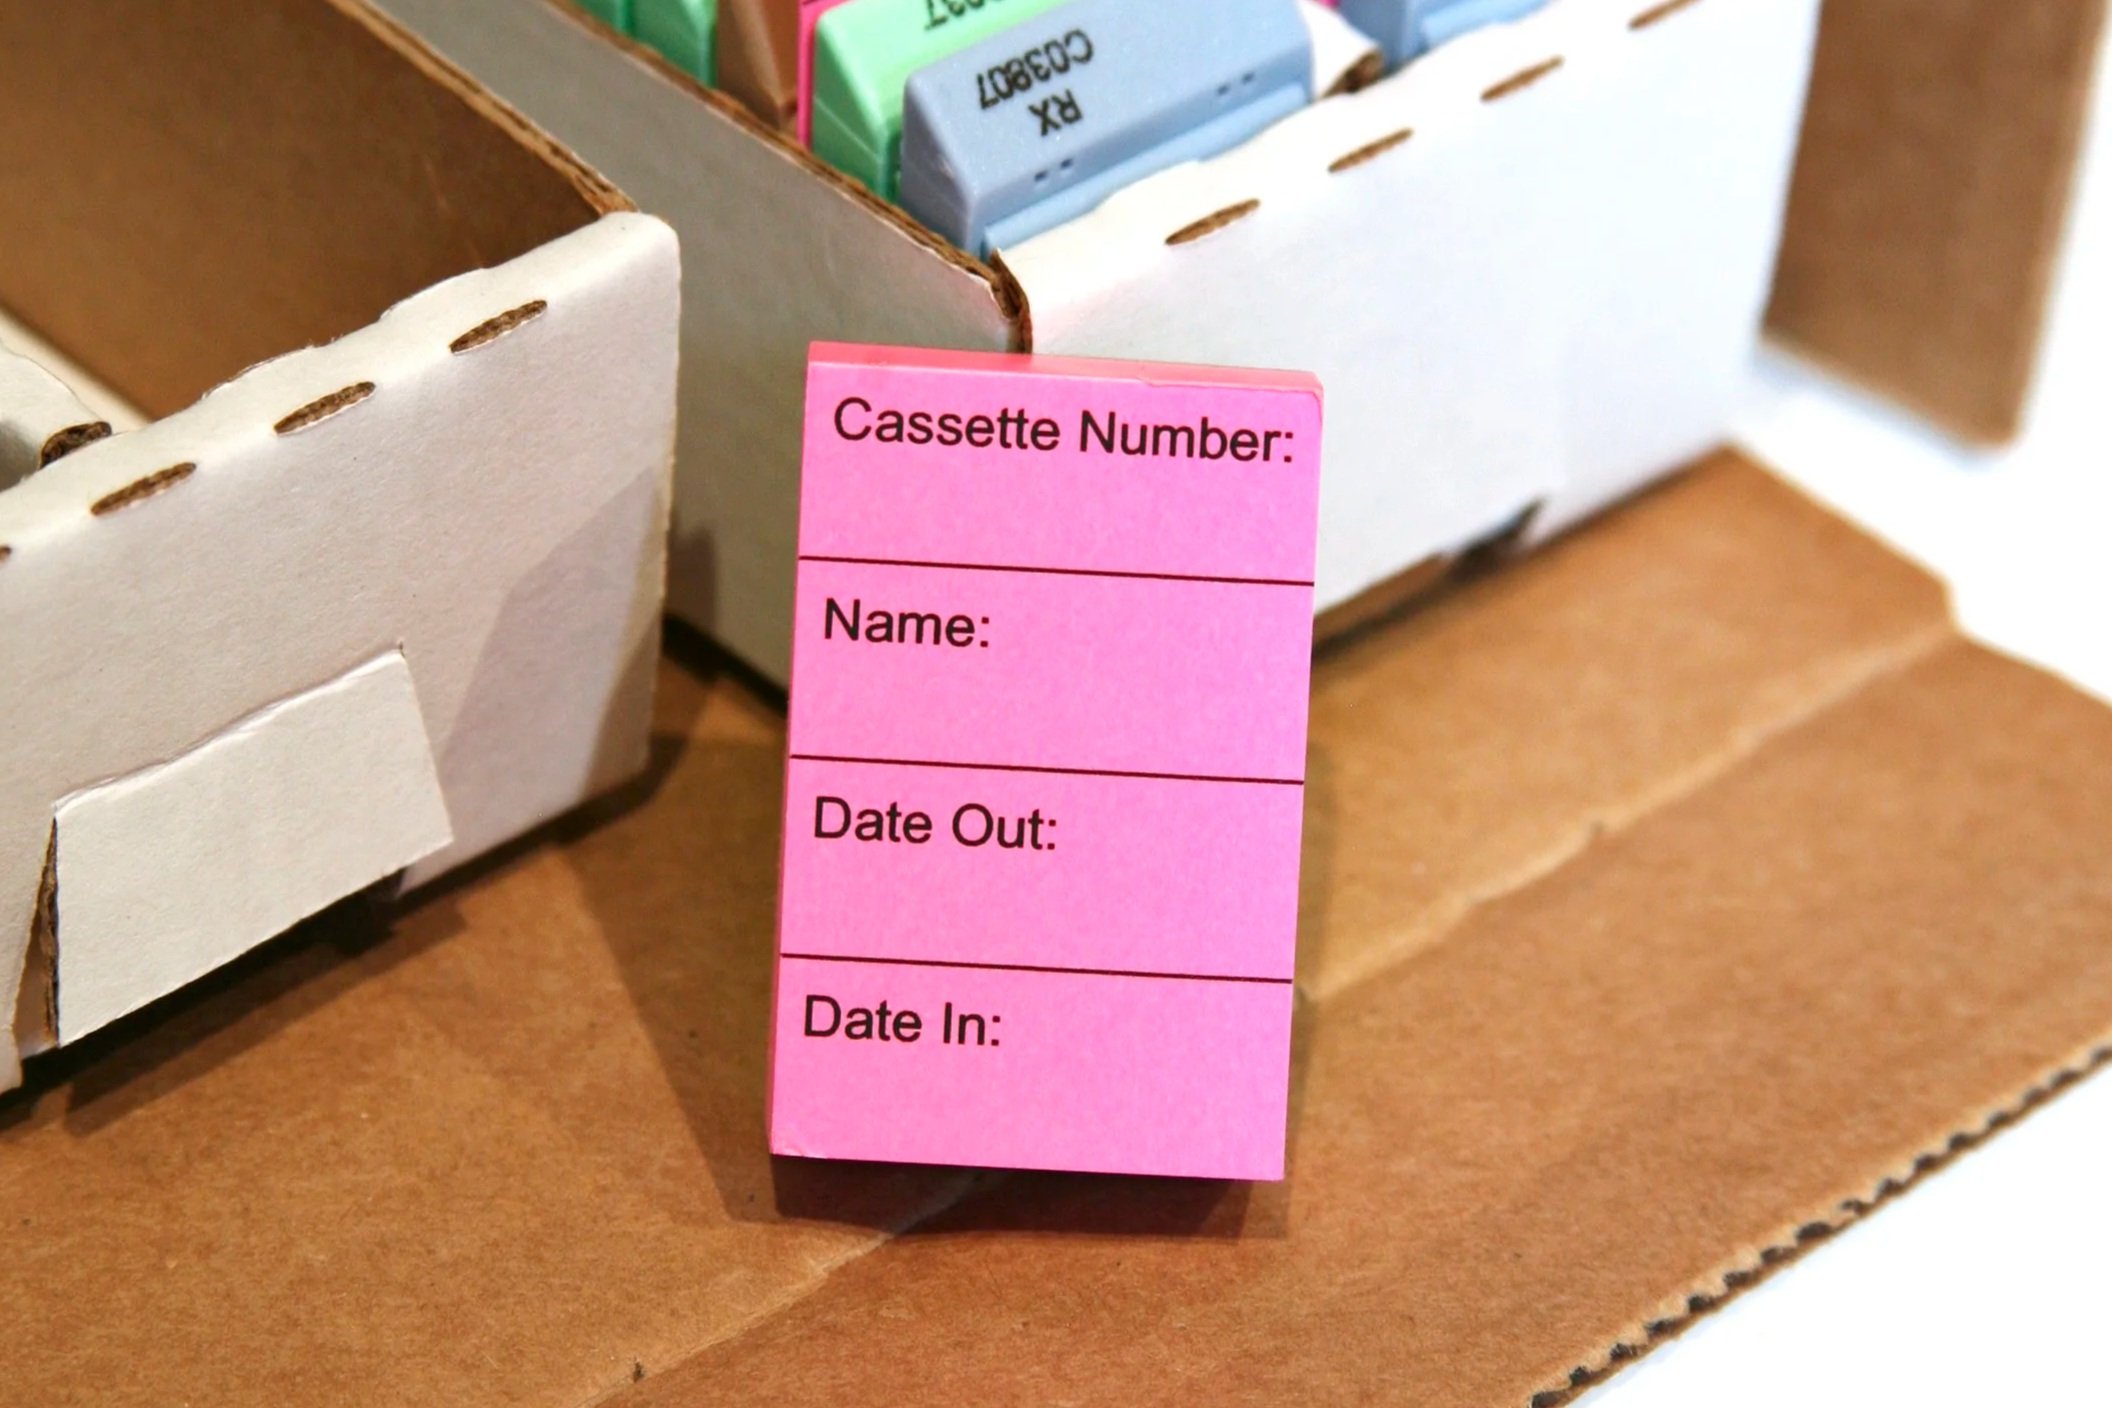 C03807
RX
Cassette Number:
Name:
Date Out:
Date In: